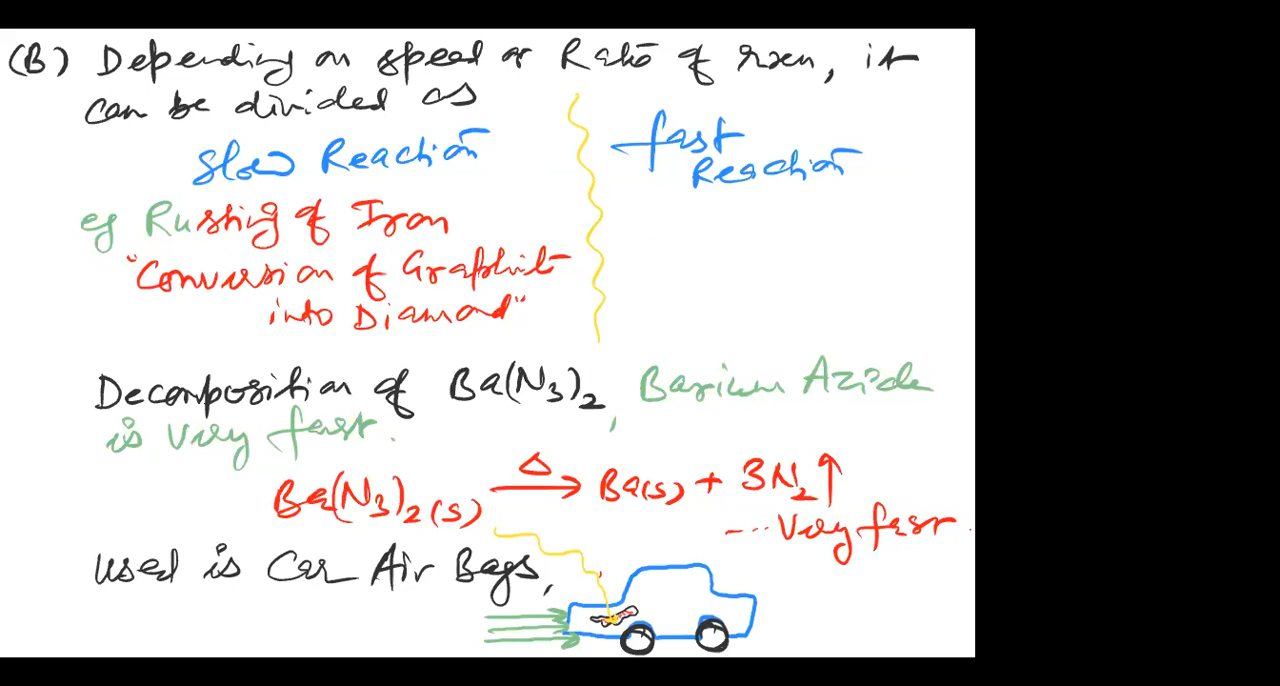 (B) Depending on speed or Rate of rxn, it
can be divided as
slow Reaction
fast
Reaction
eg Rusting of Iron
"Conversion of Graphite
into Diamond"
Decomposition of Ba(N₃)₂, Barium Azide
is Very fast.
Ba(N₃)₂(s) —Δ→ Ba(s) + 3N₂↑
---- Very fast.
used is Car Air Bags,